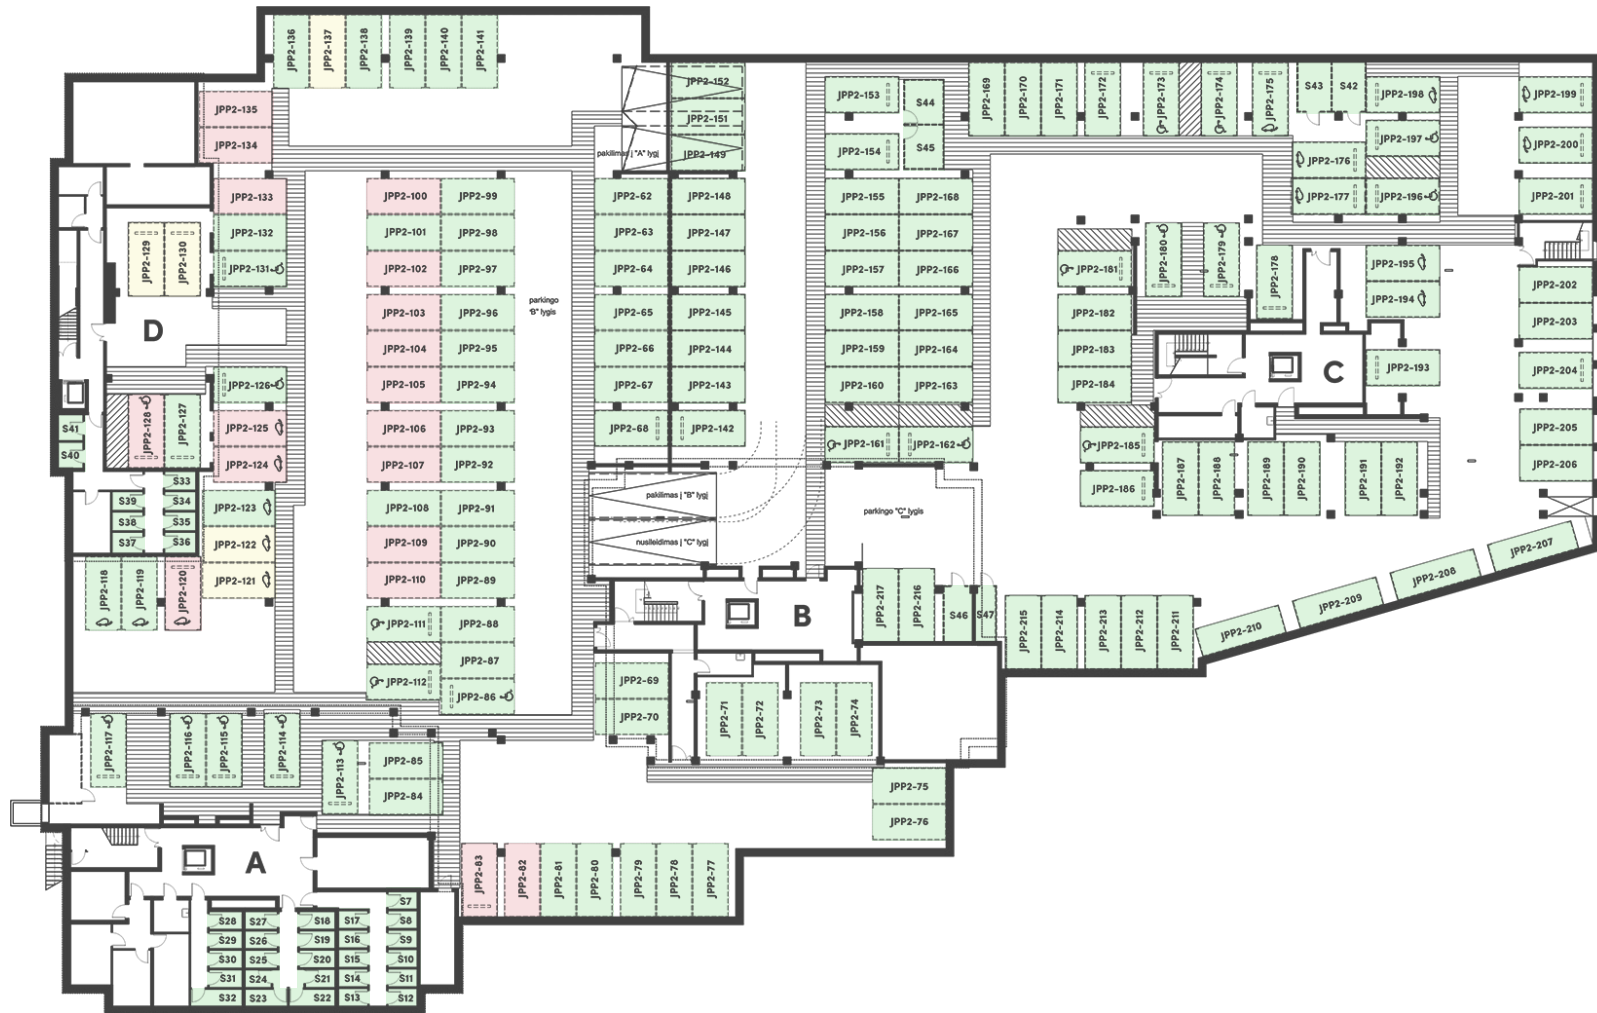 JPP2-136
JPP2-137
JPP2-138
JPP2-139
JPP2-140
JPP2-141
JPP2-135
JPP2-134
JPP2-133
JPP2-132
JPP2-131
JPP2-129
JPP2-130
D
JPP2-126
JPP2-125
JPP2-124
JPP2-128
JPP2-127
S41
S40
S33
S34
S35
S36
S39
S38
S37
JPP2-123
JPP2-122
JPP2-121
JPP2-118
JPP2-119
JPP2-120
JPP2-100
JPP2-99
JPP2-101
JPP2-98
JPP2-102
JPP2-97
JPP2-103
JPP2-96
JPP2-104
JPP2-95
JPP2-105
JPP2-94
JPP2-106
JPP2-93
JPP2-107
JPP2-92
JPP2-108
JPP2-91
JPP2-109
JPP2-90
JPP2-110
JPP2-89
JPP2-111
JPP2-88
JPP2-87
JPP2-112
JPP2-86
parkingo
"B" lygis
JPP2-152
JPP2-151
JPP2-149
pakilimas į "A" lygį
JPP2-62
JPP2-148
JPP2-63
JPP2-147
JPP2-64
JPP2-146
JPP2-65
JPP2-145
JPP2-66
JPP2-144
JPP2-67
JPP2-143
JPP2-68
JPP2-142
pakilimas į "B" lygį
nusileidimas į "C" lygį
parkingo "C" lygis
JPP2-153
JPP2-154
S44
S45
JPP2-155
JPP2-168
JPP2-156
JPP2-167
JPP2-157
JPP2-166
JPP2-158
JPP2-165
JPP2-159
JPP2-164
JPP2-160
JPP2-163
JPP2-161
JPP2-162
JPP2-169
JPP2-170
JPP2-171
JPP2-172
JPP2-173
JPP2-174
JPP2-175
S43
S42
JPP2-198
JPP2-197
JPP2-176
JPP2-177
JPP2-196
JPP2-199
JPP2-200
JPP2-201
JPP2-181
JPP2-180
JPP2-179
JPP2-178
JPP2-195
JPP2-194
JPP2-182
JPP2-183
JPP2-184
C
JPP2-193
JPP2-202
JPP2-203
JPP2-204
JPP2-205
JPP2-206
JPP2-185
JPP2-186
JPP2-187
JPP2-188
JPP2-189
JPP2-190
JPP2-191
JPP2-192
JPP2-207
JPP2-208
JPP2-209
JPP2-210
JPP2-217
JPP2-216
S46
S47
JPP2-215
JPP2-214
JPP2-213
JPP2-212
JPP2-211
B
JPP2-69
JPP2-70
JPP2-71
JPP2-72
JPP2-73
JPP2-74
JPP2-75
JPP2-76
JPP2-117
JPP2-116
JPP2-115
JPP2-114
JPP2-113
JPP2-85
JPP2-84
A
JPP2-83
JPP2-82
JPP2-81
JPP2-80
JPP2-79
JPP2-78
JPP2-77
S7
S28
S27
S18
S17
S8
S29
S26
S19
S16
S9
S30
S25
S20
S15
S10
S31
S24
S21
S14
S11
S32
S23
S22
S13
S12